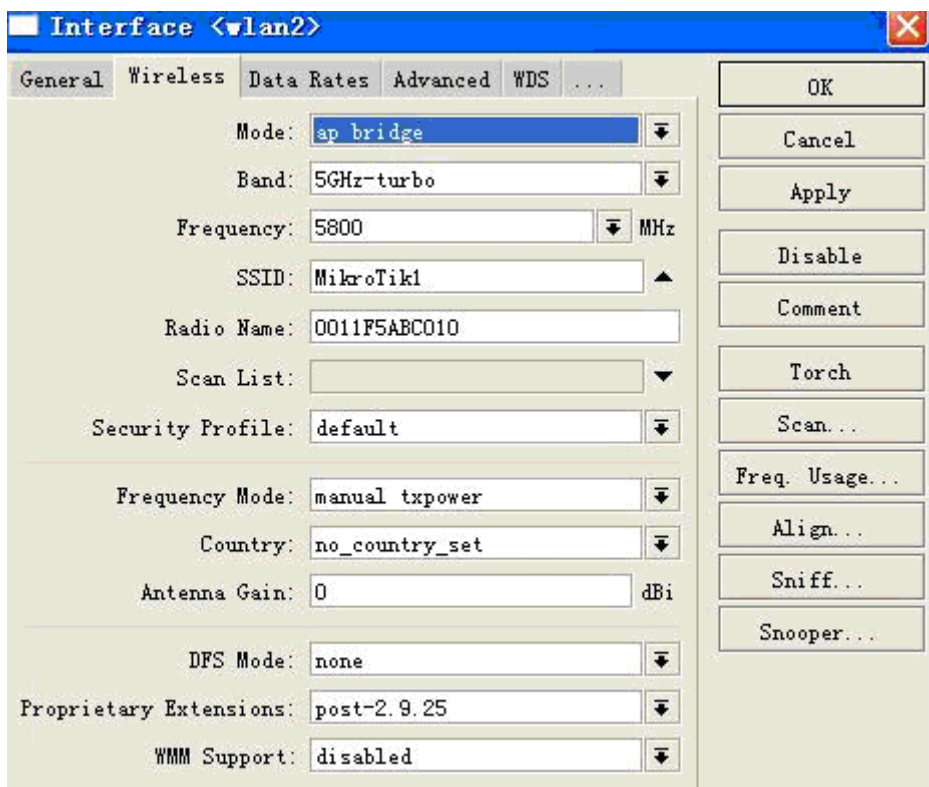 Interface <wlan2>
General Wireless Data Rates Advanced WDS ...
Mode: ap bridge
Band: 5GHz-turbo
Frequency: 5800 MHz
SSID: MikroTik1
Radio Name: 0011F5ABC010
Scan List:
Security Profile: default
Frequency Mode: manual txpower
Country: no_country_set
Antenna Gain: 0 dBi
DFS Mode: none
Proprietary Extensions: post-2.9.25
WMM Support: disabled
OK
Cancel
Apply
Disable
Comment
Torch
Scan...
Freq. Usage...
Align...
Sniff...
Snooper...